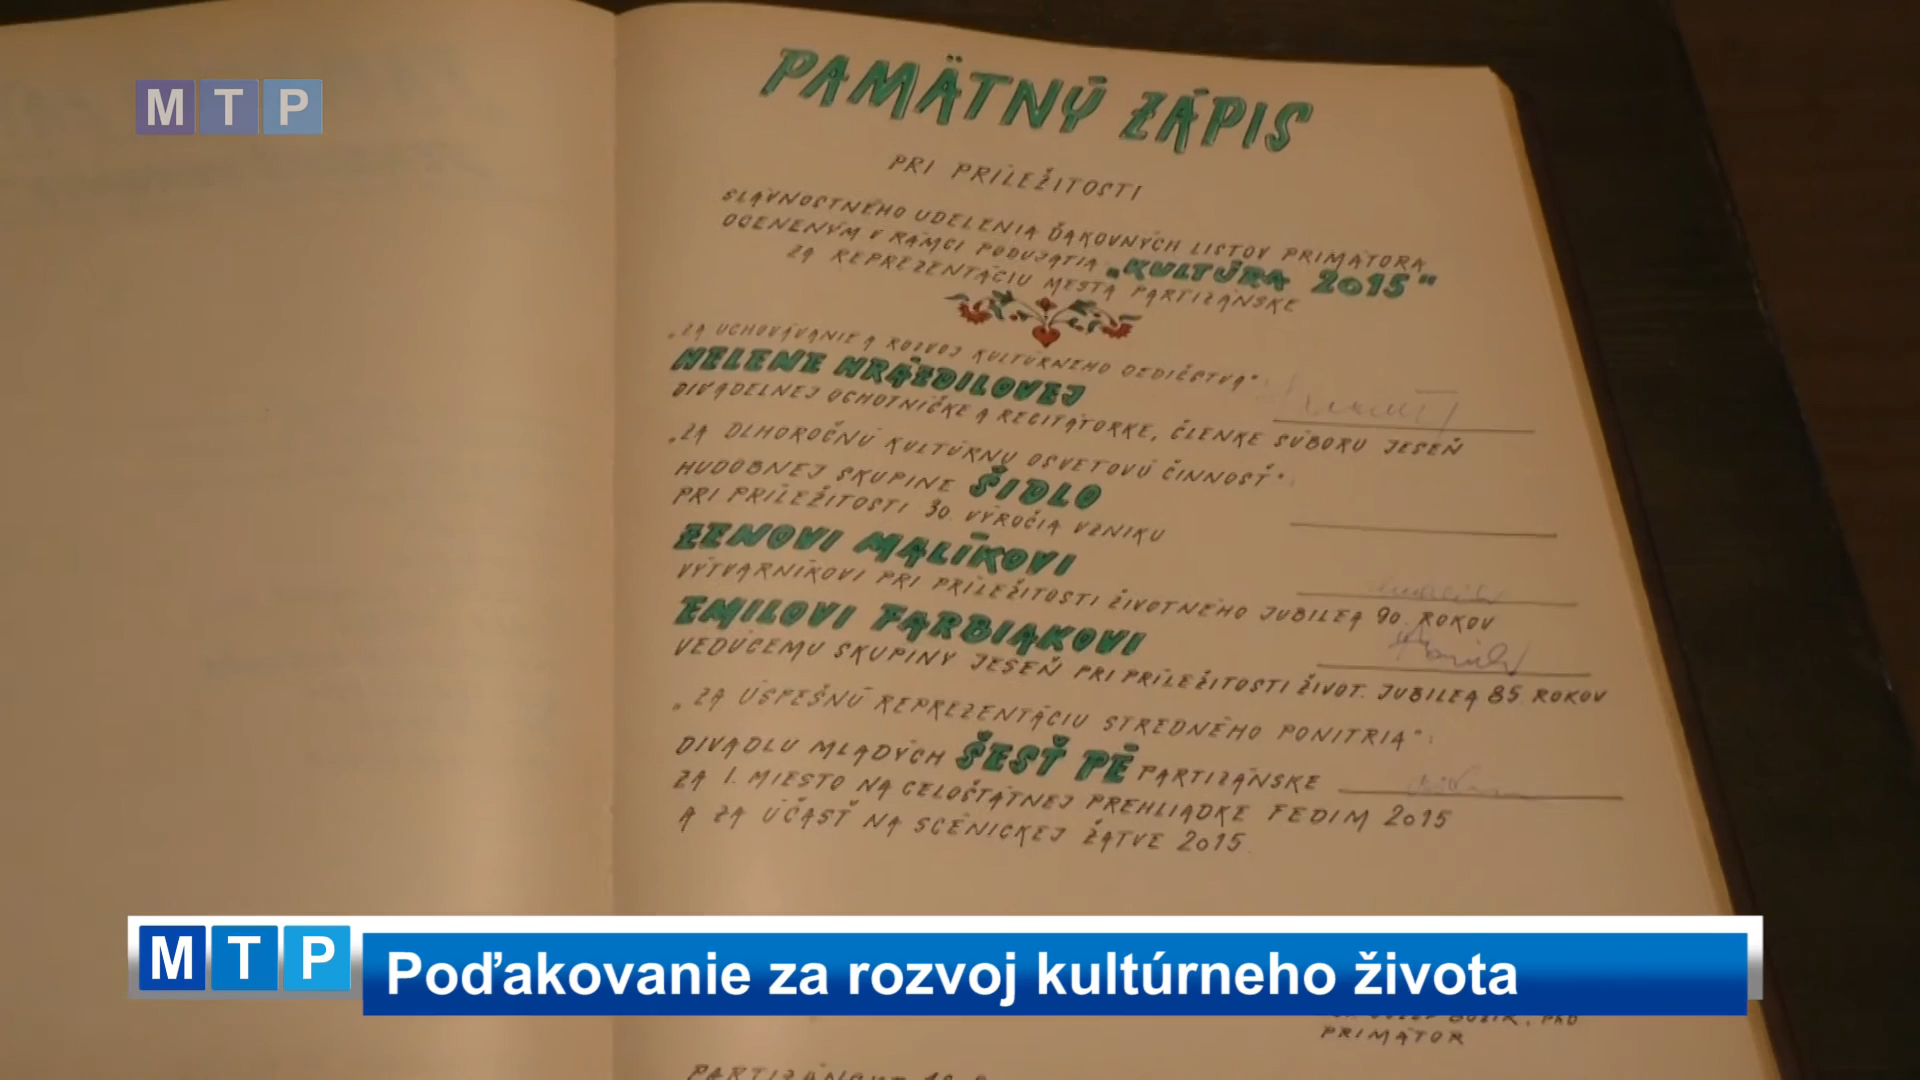 MTP
PAMÄTNÝ ZÁPIS
PRI PRÍLEŽITOSTI
SLÁVNOSTNÉHO UDELENIA ĎAKOVNÝCH LISTOV PRIMÁTORA
OCENENÝM V RÁMCI PODUJATIA „KULTÚRA 2015"
ZA REPREZENTÁCIU MESTA PARTIZÁNSKE
„ZA UCHOVÁVANIE A ROZVOJ KULTÚRNEHO DEDIČSTVA":
HELENE HRÁZDILOVEJ
DIVADELNEJ OCHOTNÍČKE A RECITÁTORKE, ČLENKE SÚBORU JESEŇ
„ZA DLHOROČNÚ KULTÚRNU OSVETOVÚ ČINNOSŤ":
HUDOBNEJ SKUPINE ŠIDLO
PRI PRÍLEŽITOSTI 30. VÝROČIA VZNIKU
ZENOVI MALÍKOVI
VÝTVARNÍKOVI PRI PRÍLEŽITOSTI ŽIVOTNÉHO JUBILEA 90. ROKOV
EMILOVI FARBIAKOVI
VEDÚCEMU SKUPINY JESEŇ PRI PRÍLEŽITOSTI ŽIVOT. JUBILEA 85 ROKOV
„ZA ÚSPEŠNÚ REPREZENTÁCIU STREDNÉHO PONITRIA":
DIVADLU MLADÝCH ŠESŤ PÉ PARTIZÁNSKE
ZA 1. MIESTO NA CELOŠTÁTNEJ PREHLIADKE FEDIM 2015
A ZA ÚČASŤ NA SCÉNICKEJ ŽATVE 2015.
MTP
Poďakovanie za rozvoj kultúrneho života
PhD
PRIMÁTOR